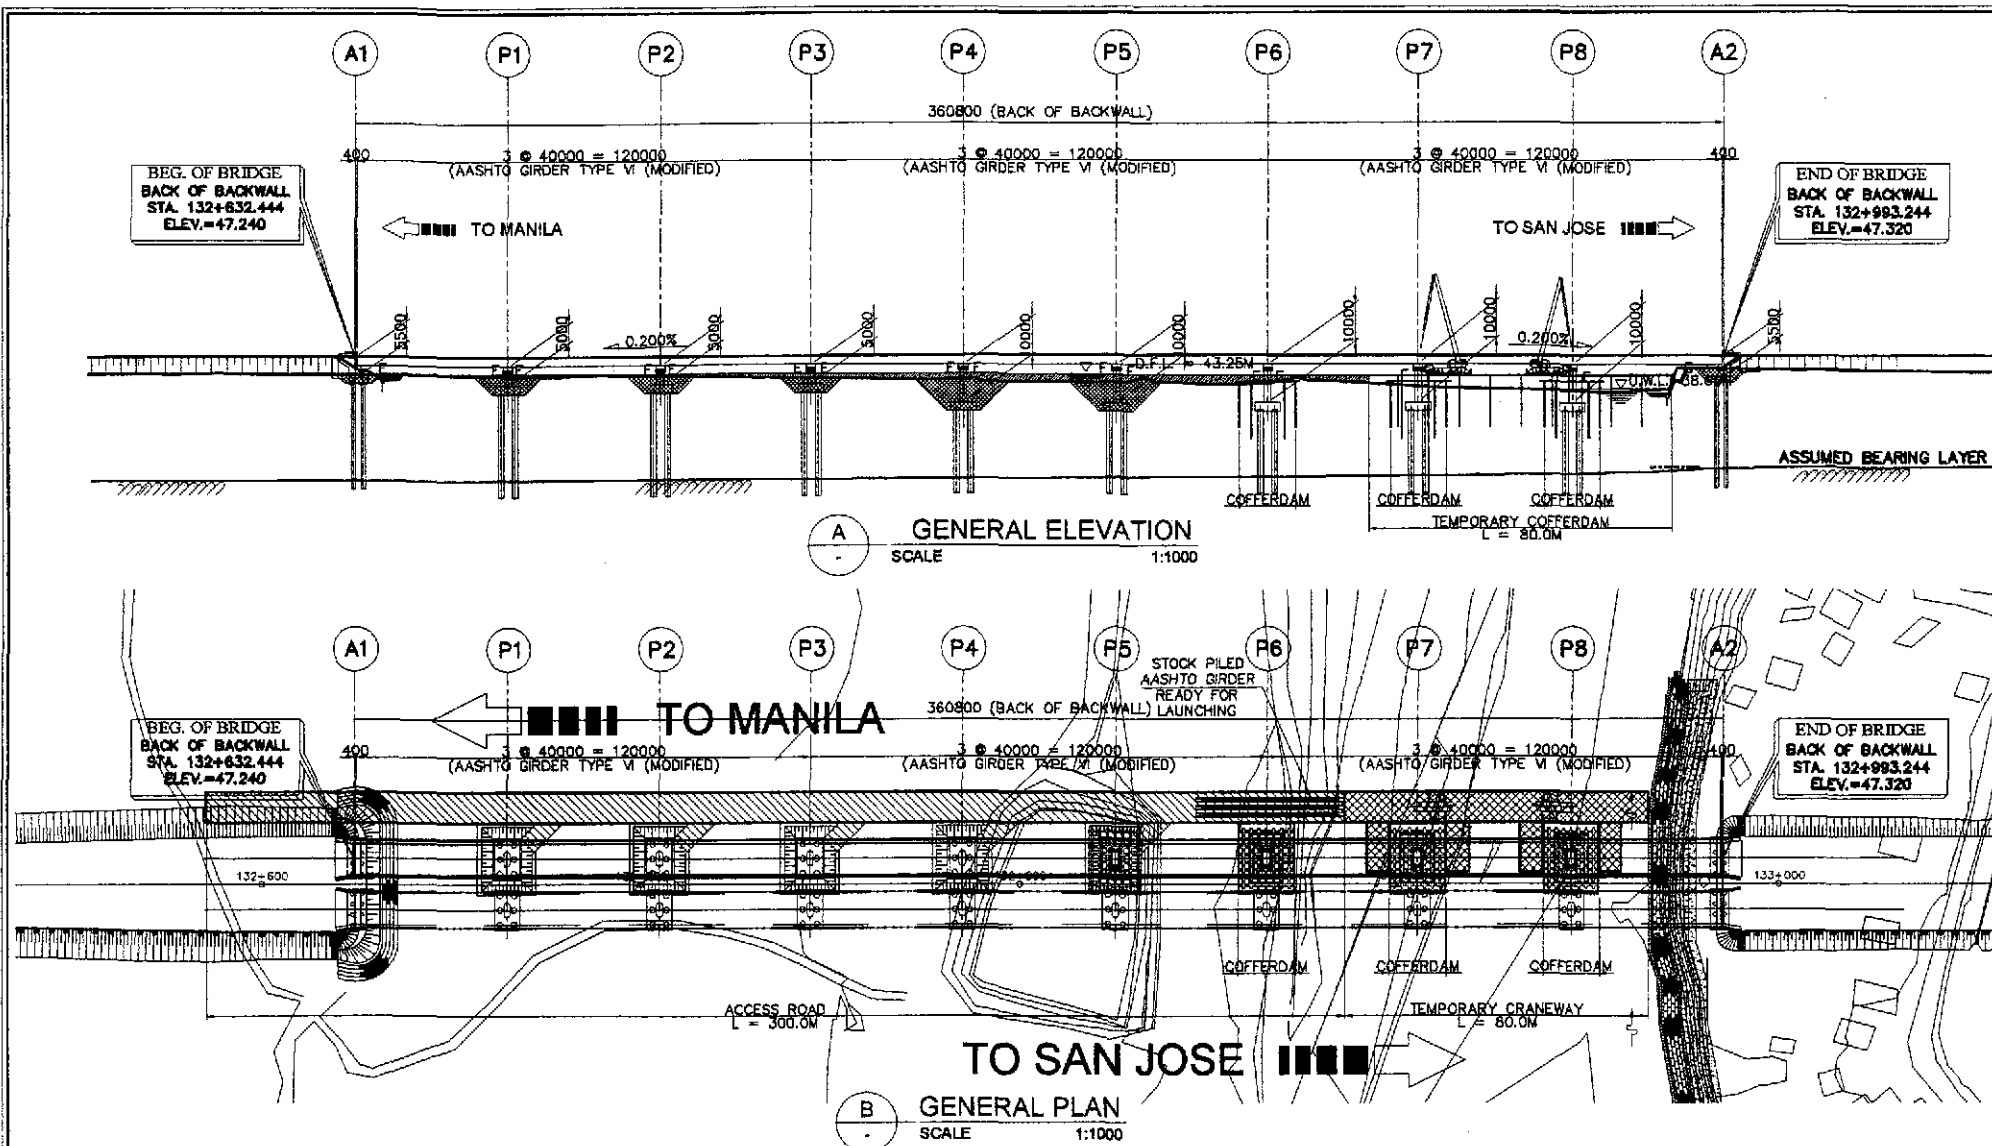 A1 P1 P2 P3 P4 P5 P6 P7 P8 A2
360800 (BACK OF BACKWALL)
400 3 @ 40000 = 120000 3 @ 40000 = 120000 3 @ 40000 = 120000 400
(AASHTO GIRDER TYPE VI (MODIFIED) (AASHTO GIRDER TYPE VI (MODIFIED) (AASHTO GIRDER TYPE VI (MODIFIED)
BEG. OF BRIDGE
BACK OF BACKWALL
STA. 132+632.444
ELEV.=47.240
END OF BRIDGE
BACK OF BACKWALL
STA. 132+993.244
ELEV.=47.320
TO MANILA
TO SAN JOSE
5500 5000 5000 5000 10000 10000 10000 10000 10000 5500
0.200% 0.200%
D.F.L. 43.25M
ASSUMED BEARING LAYER
COFFERDAM COFFERDAM COFFERDAM
TEMPORARY COFFERDAM
L = 80.0M
A
-
GENERAL ELEVATION
SCALE 1:1000
A1 P1 P2 P3 P4 P5 P6 P7 P8 A2
STOCK PILED
AASHTO GIRDER
READY FOR
LAUNCHING
TO MANILA
360800 (BACK OF BACKWALL)
BEG. OF BRIDGE
BACK OF BACKWALL
STA. 132+632.444
ELEV.=47.240
END OF BRIDGE
BACK OF BACKWALL
STA. 132+993.244
ELEV.=47.320
400 3 @ 40000 = 120000 3 @ 40000 = 120000 3 @ 40000 = 120000 400
(AASHTO GIRDER TYPE VI (MODIFIED) (AASHTO GIRDER TYPE VI (MODIFIED) (AASHTO GIRDER TYPE VI (MODIFIED)
132+600 133+000
COFFERDAM COFFERDAM COFFERDAM
ACCESS ROAD
L = 300.0M
TEMPORARY CRANEWAY
L = 80.0M
TO SAN JOSE
B
-
GENERAL PLAN
SCALE 1:1000